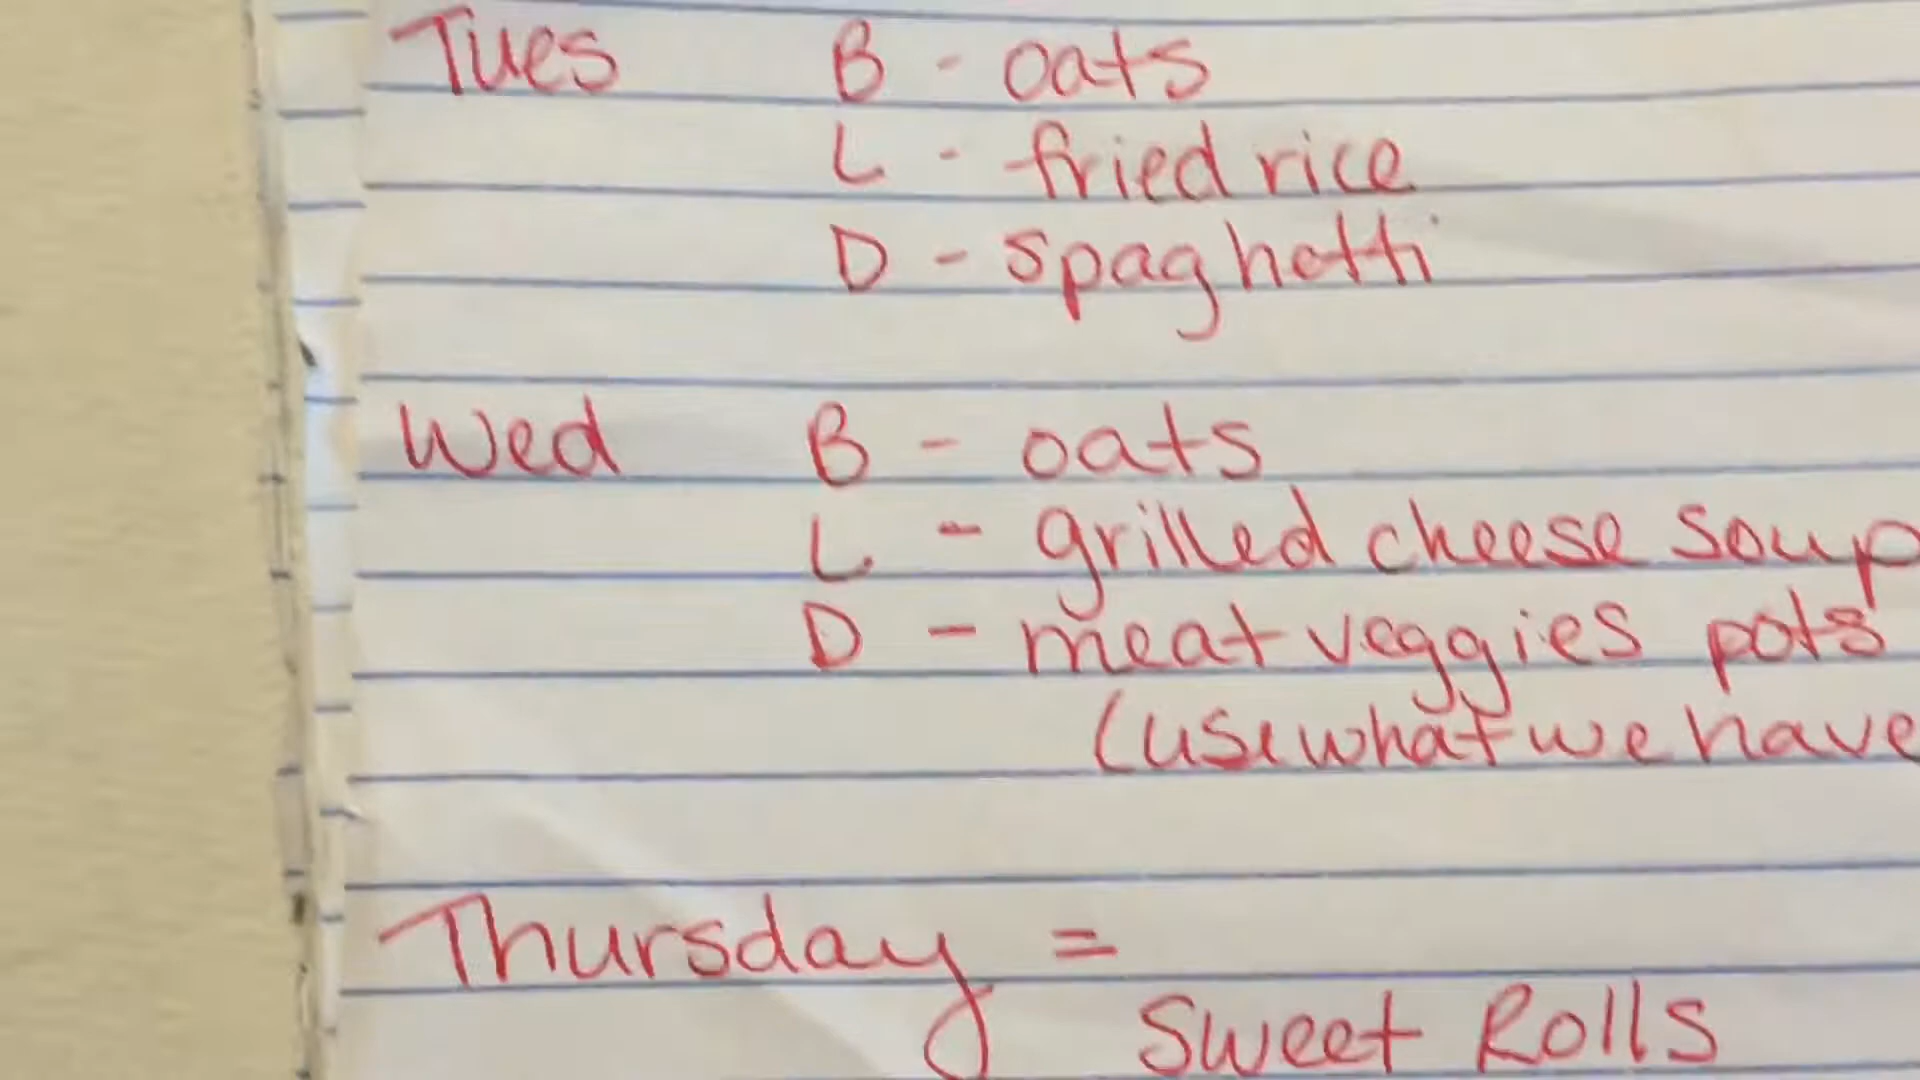 Tues B - oats
L - fried rice
D - spaghetti
Wed B - oats
L - grilled cheese soup
D - meat veggies pots
(use what we have
Thursday =
Sweet Rolls